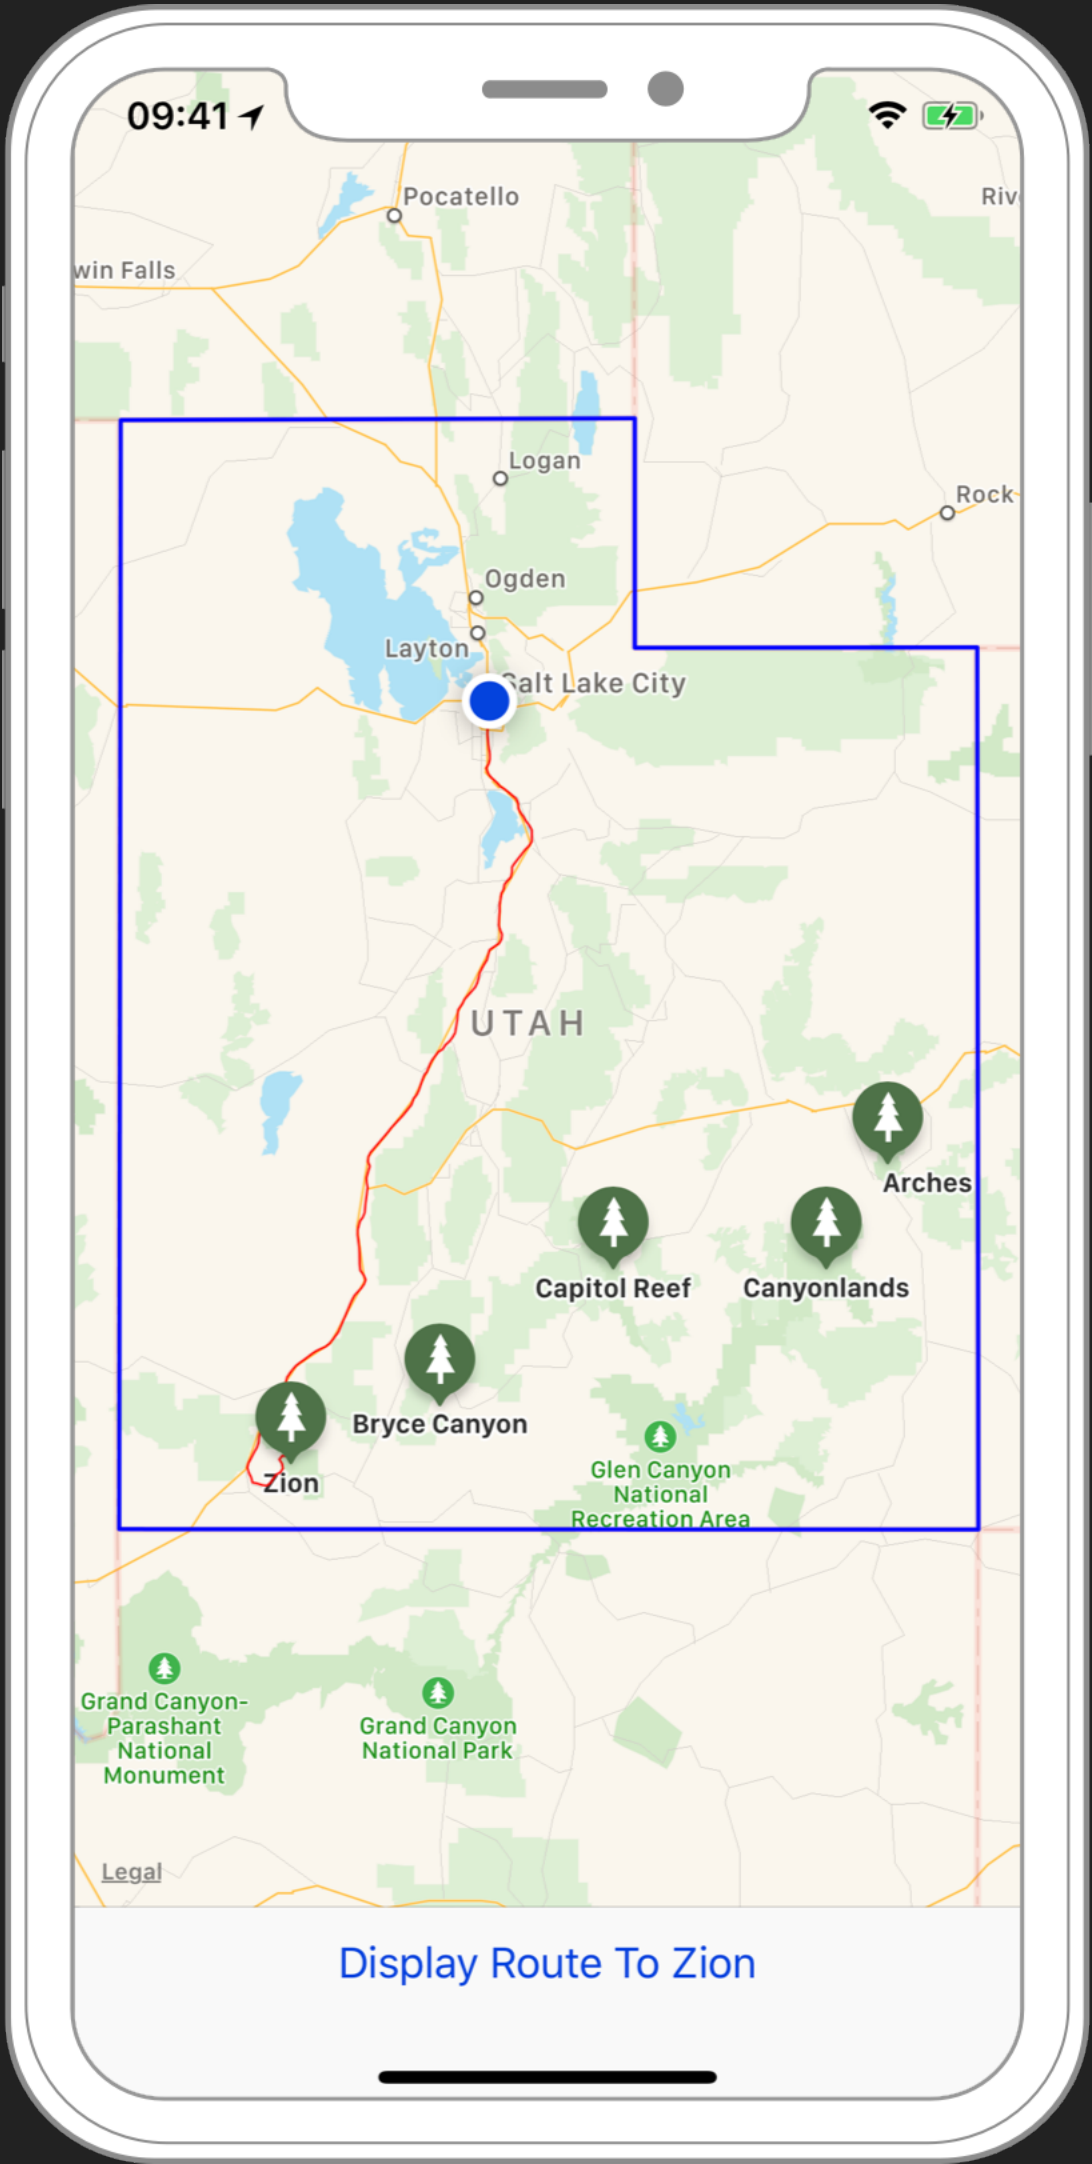 09:41
Pocatello
Riv
win Falls
Logan
Rock
Ogden
Layton
Salt Lake City
UTAH
Arches
Capitol Reef
Canyonlands
Bryce Canyon
Glen Canyon
National
Recreation Area
Zion
Grand Canyon-
Parashant
National
Monument
Grand Canyon
National Park
Legal
Display Route To Zion